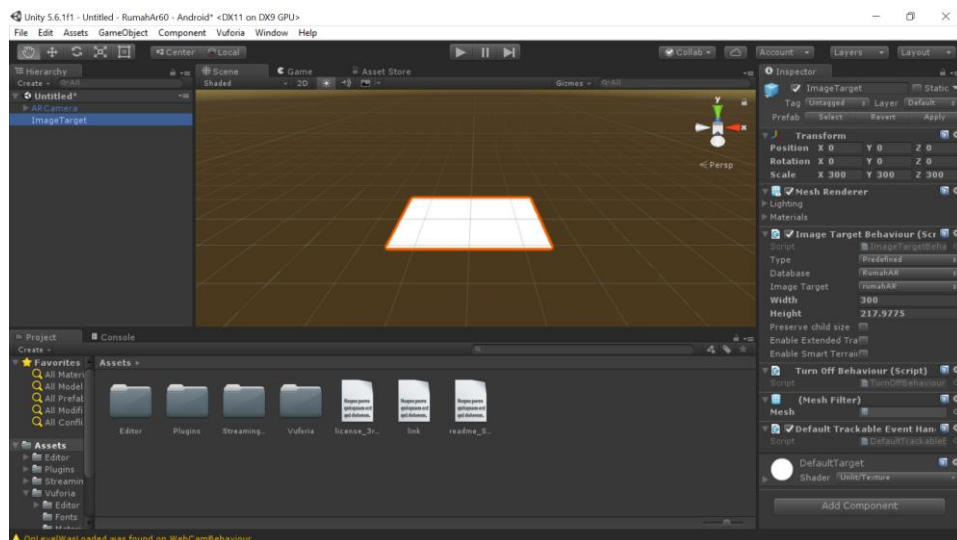 Unity 5.6.1f1 - Untitled - RumahAr60 - Android* <DX11 on DX9 GPU>
File Edit Assets GameObject Component Vuforia Window Help
Center Local Collab Account Layers Layout
Hierarchy
Create All
Untitled*
ARCamera
ImageTarget
Scene Game Asset Store
Shaded 2D Gizmos All
y
x
Persp
Inspector
ImageTarget Static
Tag Untagged Layer Default
Prefab Select Revert Apply
Transform
Position X 0 Y 0 Z 0
Rotation X 0 Y 0 Z 0
Scale X 300 Y 300 Z 300
Mesh Renderer
Lighting
Materials
Image Target Behaviour (Scr
Script ImageTargetBeha
Type Predefined
Database RumahAR
Image Target rumahAR
Width 300
Height 217.9775
Preserve child size
Enable Extended Tra
Enable Smart Terrain
Turn Off Behaviour (Script)
Script TurnOffBehaviour
(Mesh Filter)
Mesh
Default Trackable Event Han
Script DefaultTrackableE
DefaultTarget
Shader Unlit/Texture
Add Component
Project Console
Create
Favorites
All Materi
All Model
All Prefab
All Modifi
All Confli
Assets
Editor
Plugins
Streamin
Vuforia
Editor
Fonts
Materi
Assets
Editor Plugins Streaming... Vuforia license_3r... link readme_S...
OnLevelWasLoaded was found on WebCamBehaviour